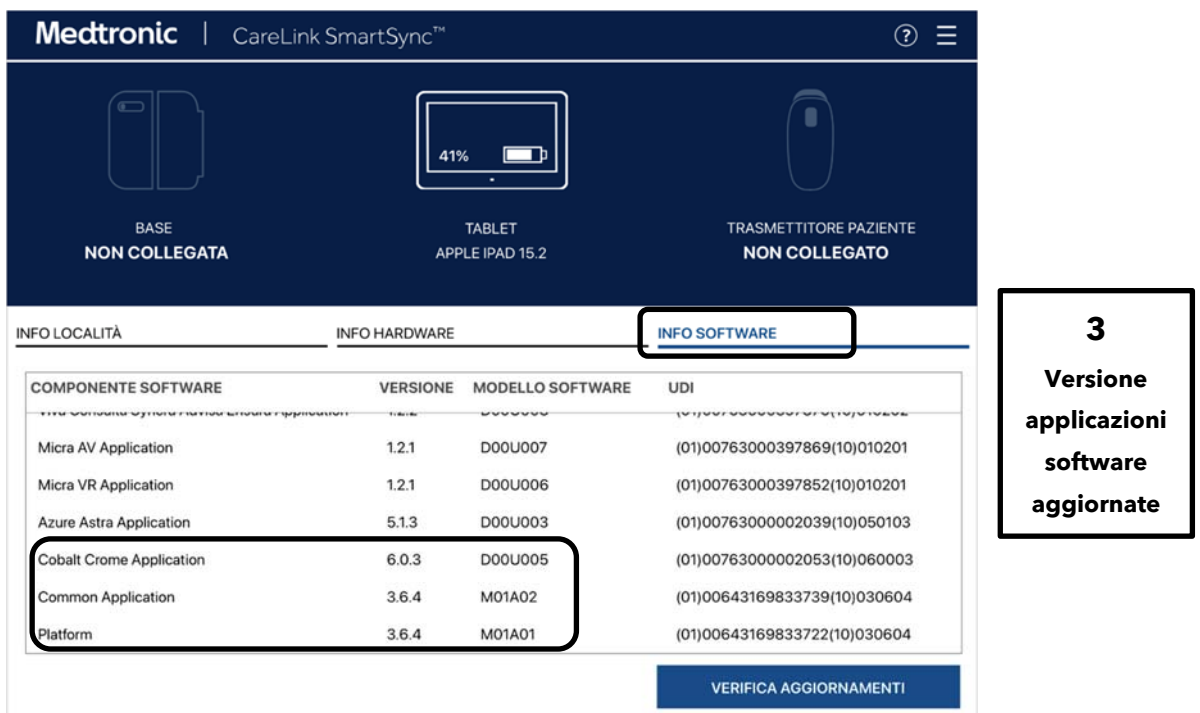 Medtronic | CareLink SmartSync™ ?
41%
BASE
NON COLLEGATA
TABLET
APPLE IPAD 15.2
TRASMETTITORE PAZIENTE
NON COLLEGATO
INFO LOCALITÀ INFO HARDWARE INFO SOFTWARE
COMPONENTE SOFTWARE VERSIONE MODELLO SOFTWARE UDI
Micra AV Application 1.2.1 D00U007 (01)00763000397869(10)010201
Micra VR Application 1.2.1 D00U006 (01)00763000397852(10)010201
Azure Astra Application 5.1.3 D00U003 (01)00763000002039(10)050103
Cobalt Crome Application 6.0.3 D00U005 (01)00763000002053(10)060003
Common Application 3.6.4 M01A02 (01)00643169833739(10)030604
Platform 3.6.4 M01A01 (01)00643169833722(10)030604
VERIFICA AGGIORNAMENTI
3
Versione
applicazioni
software
aggiornate